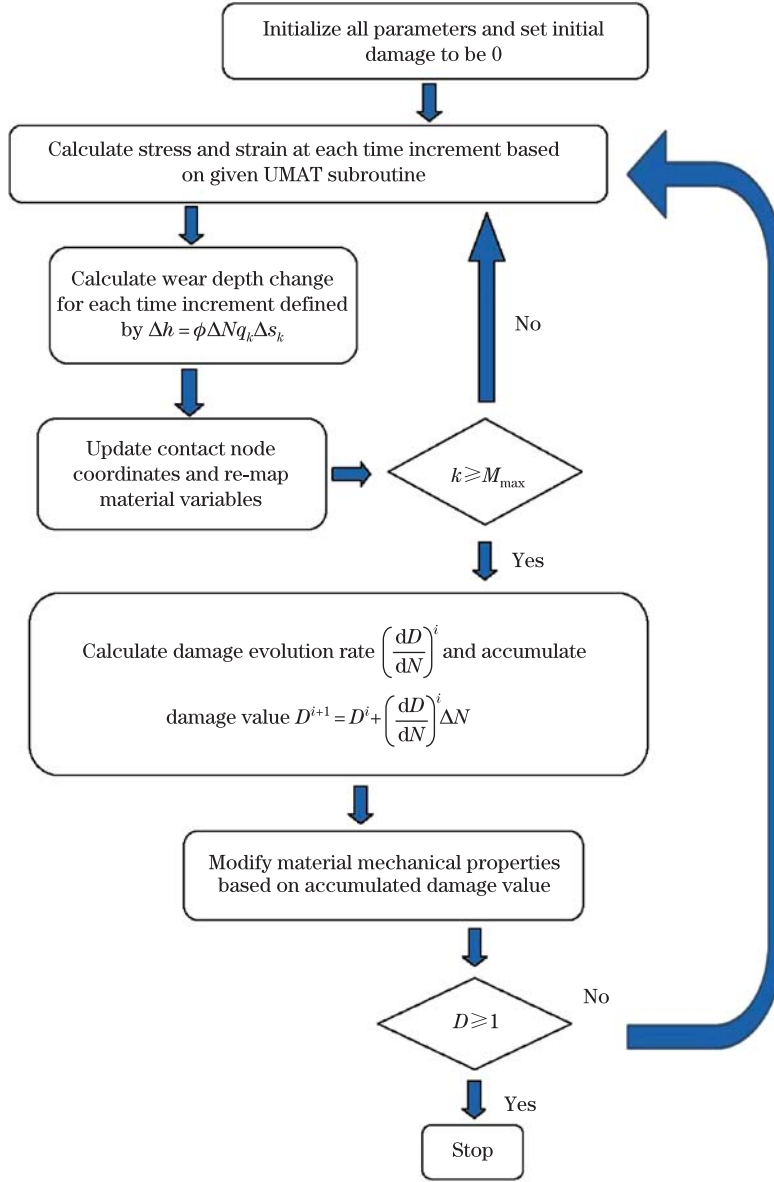 Initialize all parameters and set initial
damage to be 0
Calculate stress and strain at each time increment based
on given UMAT subroutine
Calculate wear depth change
for each time increment defined
by Δh = ϕΔNqₖΔsₖ
No
Update contact node
coordinates and re-map
material variables
k⩾M_max
Yes
Calculate damage evolution rate (dD/dN)^i and accumulate
damage value D^{i+1} = D^i + (dD/dN)^i ΔN
Modify material mechanical properties
based on accumulated damage value
No
D⩾1
Yes
Stop